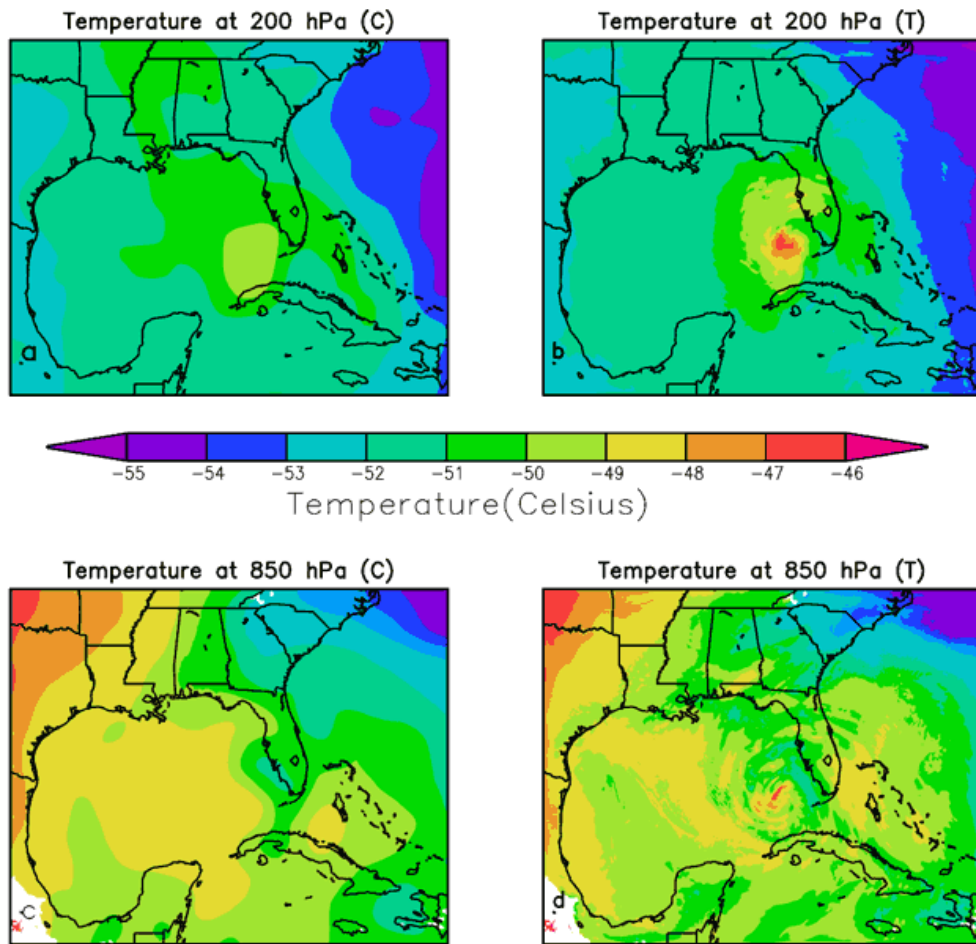 Temperature at 200 hPa (C)
Temperature at 200 hPa (T)
a
b
-55 -54 -53 -52 -51 -50 -49 -48 -47 -46
Temperature(Celsius)
Temperature at 850 hPa (C)
Temperature at 850 hPa (T)
c
d